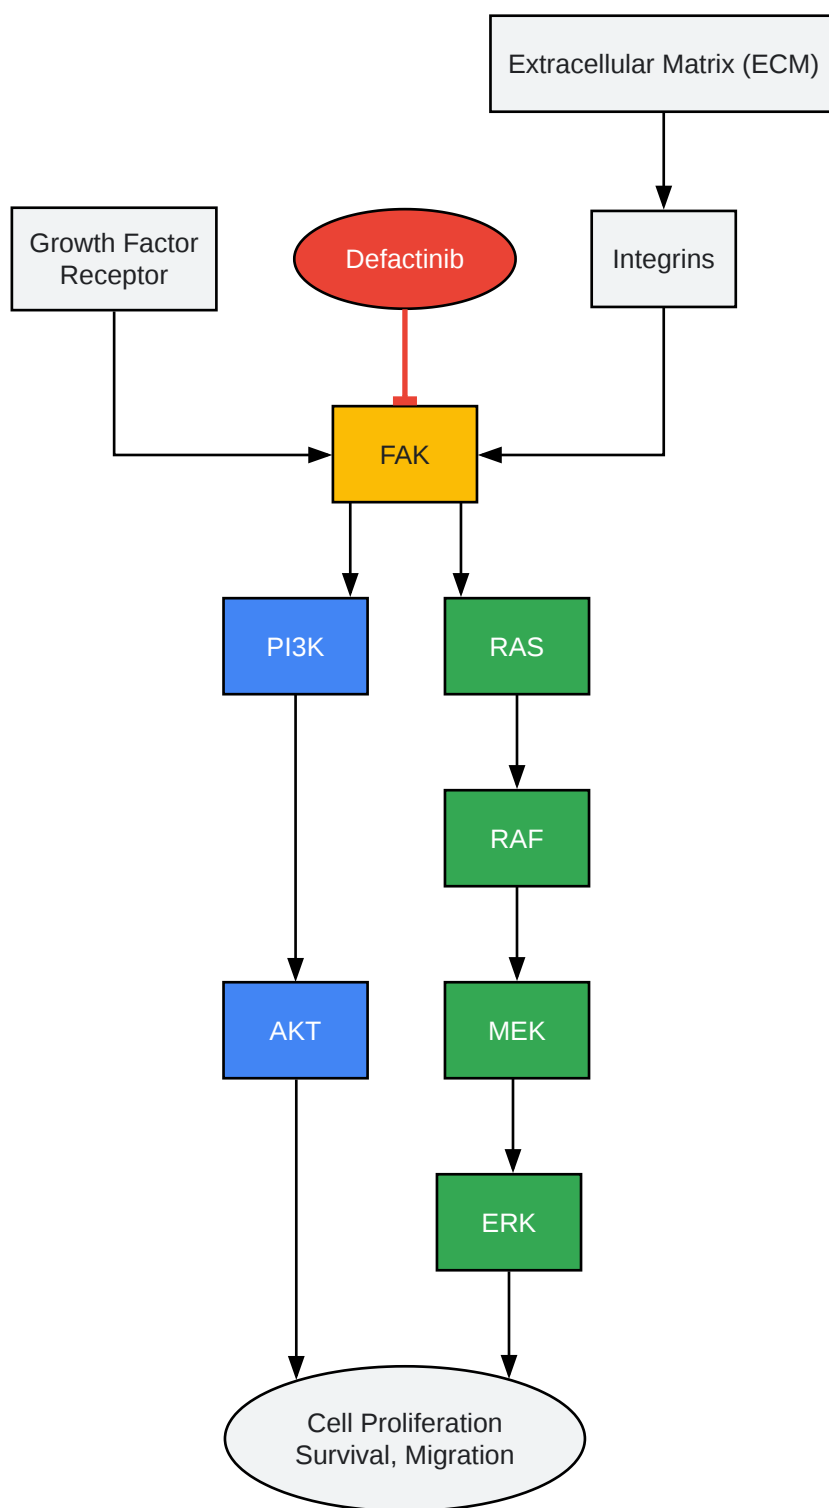 Extracellular Matrix (ECM)
Growth Factor
Receptor
Defactinib
Integrins
FAK
PI3K
RAS
RAF
AKT
MEK
ERK
Cell Proliferation
Survival, Migration